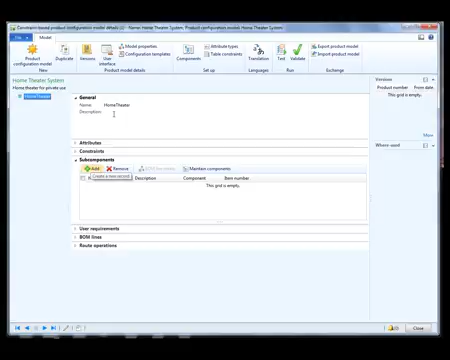 Constraint-based product configuration model details (1) - Name: Home Theater System, Product configuration model: Home Theater System
File
Model
Product configuration model
Duplicate
Versions
User interface
Model properties
Configuration templates
Components
Attribute types
Table constraints
Translation
Test
Validate
Export product model
Import product model
New
Product model details
Set up
Languages
Run
Exchange
Home Theater System
Home theater for private use
HomeTheater
General
Name: HomeTheater
Description:
Attributes
Constraints
Subcomponents
Add
Remove
Maintain components
Create a new record
Description
Component
Item number
This grid is empty.
User requirements
BOM lines
Route operations
Versions
Product number
From date
This grid is empty.
More
Where-used
Close